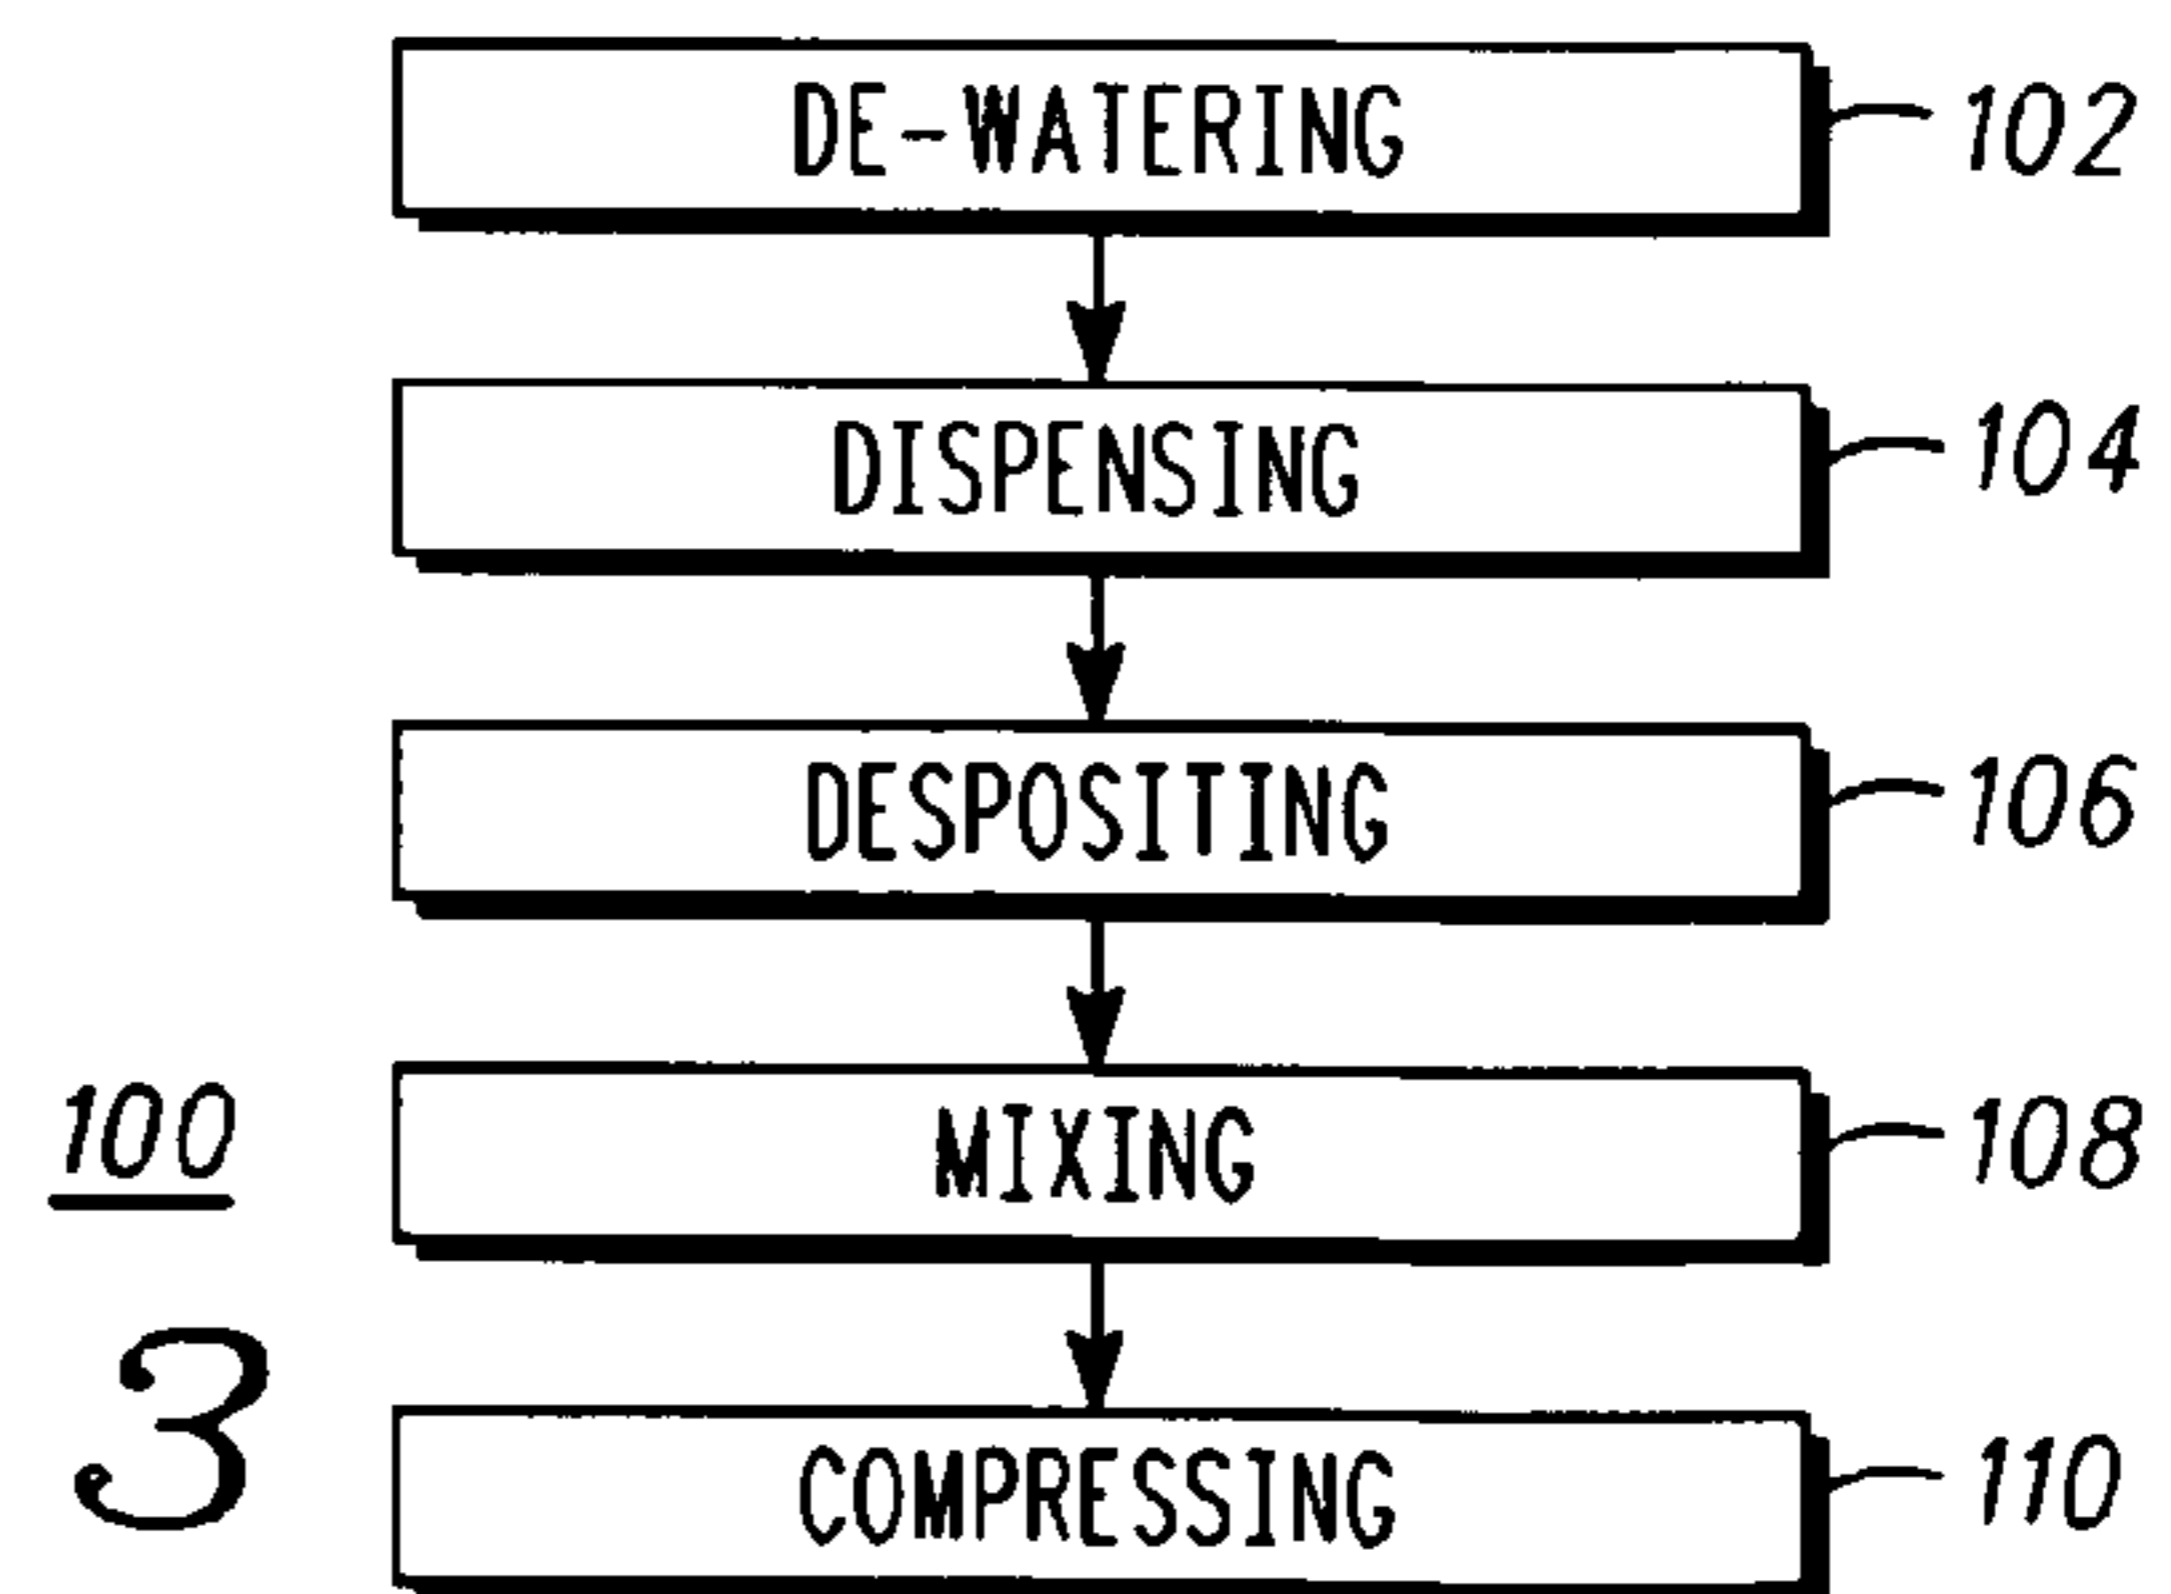 DE-WATERING 102
DISPENSING 104
DESPOSITING 106
MIXING 108
100
3
COMPRESSING 110